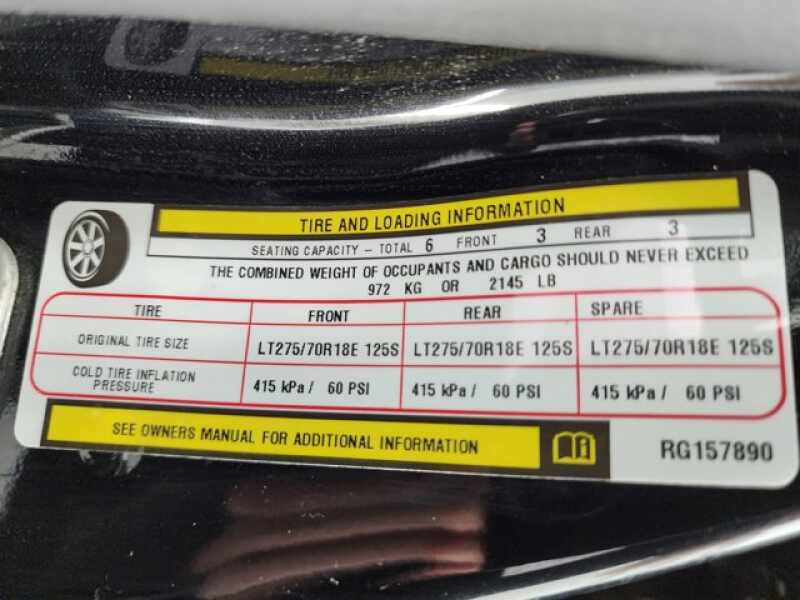 TIRE AND LOADING INFORMATION
SEATING CAPACITY – TOTAL 6 FRONT 3 REAR 3
THE COMBINED WEIGHT OF OCCUPANTS AND CARGO SHOULD NEVER EXCEED
972 KG OR 2145 LB
TIRE FRONT REAR SPARE
ORIGINAL TIRE SIZE LT275/70R18E 125S LT275/70R18E 125S LT275/70R18E 125S
COLD TIRE INFLATION PRESSURE 415 kPa / 60 PSI 415 kPa / 60 PSI 415 kPa / 60 PSI
SEE OWNERS MANUAL FOR ADDITIONAL INFORMATION RG157890